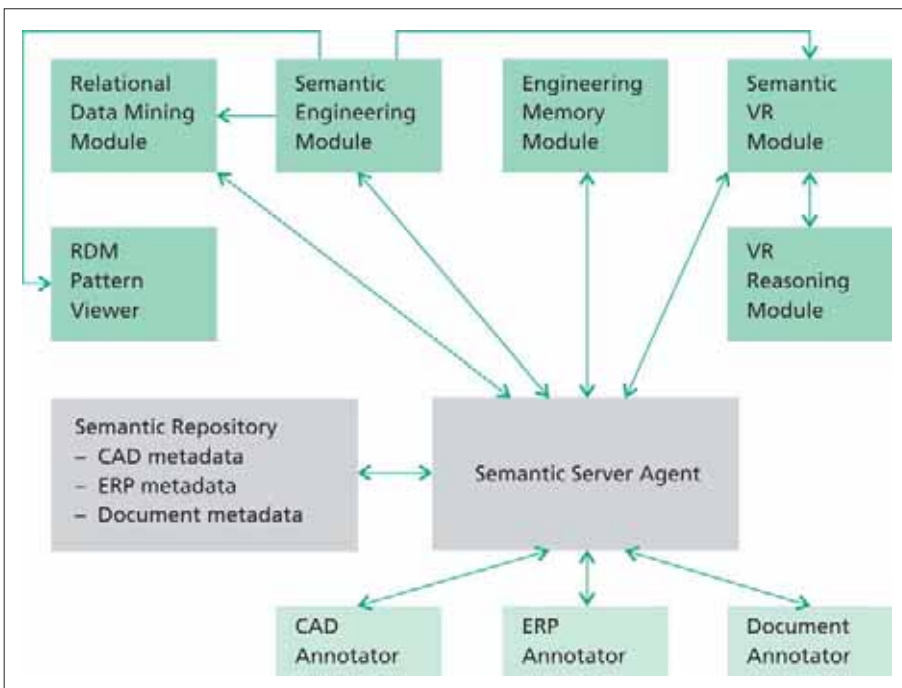 Relational
Data Mining
Module
Semantic
Engineering
Module
Engineering
Memory
Module
Semantic
VR
Module
RDM
Pattern
Viewer
VR
Reasoning
Module
Semantic Repository
– CAD metadata
– ERP metadata
– Document metadata
Semantic Server Agent
CAD
Annotator
ERP
Annotator
Document
Annotator